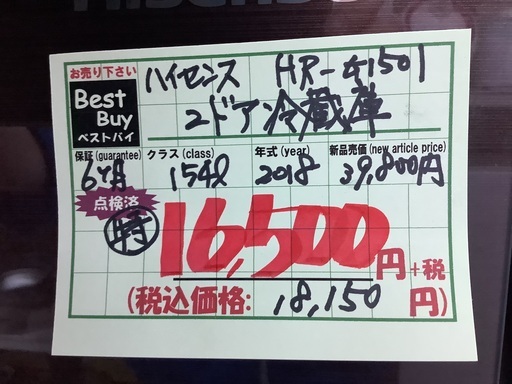 お売り下さい
Best
Buy
ベストバイ
ハイセンス HR-G1501
2ドア冷蔵庫
保証(guarantee) クラス(class) 年式(year) 新品売価(new article price)
6ヶ月 154ℓ 2018 39,800円
点検済
特 16,500円+税
(税込価格: 18,150円)